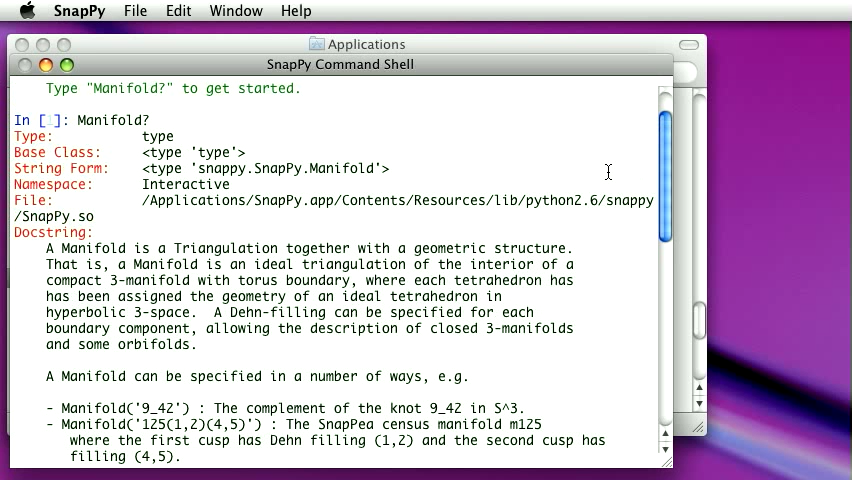 SnapPy File Edit Window Help
Applications
SnapPy Command Shell
Type "Manifold?" to get started.
In [1]: Manifold?
Type: type
Base Class: <type 'type'>
String Form: <type 'snappy.SnapPy.Manifold'>
Namespace: Interactive
File: /Applications/SnapPy.app/Contents/Resources/lib/python2.6/snappy
/SnapPy.so
Docstring:
A Manifold is a Triangulation together with a geometric structure.
That is, a Manifold is an ideal triangulation of the interior of a
compact 3-manifold with torus boundary, where each tetrahedron has
has been assigned the geometry of an ideal tetrahedron in
hyperbolic 3-space.  A Dehn-filling can be specified for each
boundary component, allowing the description of closed 3-manifolds
and some orbifolds.
A Manifold can be specified in a number of ways, e.g.
- Manifold('9_42') : The complement of the knot 9_42 in S^3.
- Manifold('125(1,2)(4,5)') : The SnapPea census manifold m125
where the first cusp has Dehn filling (1,2) and the second cusp has
filling (4,5).